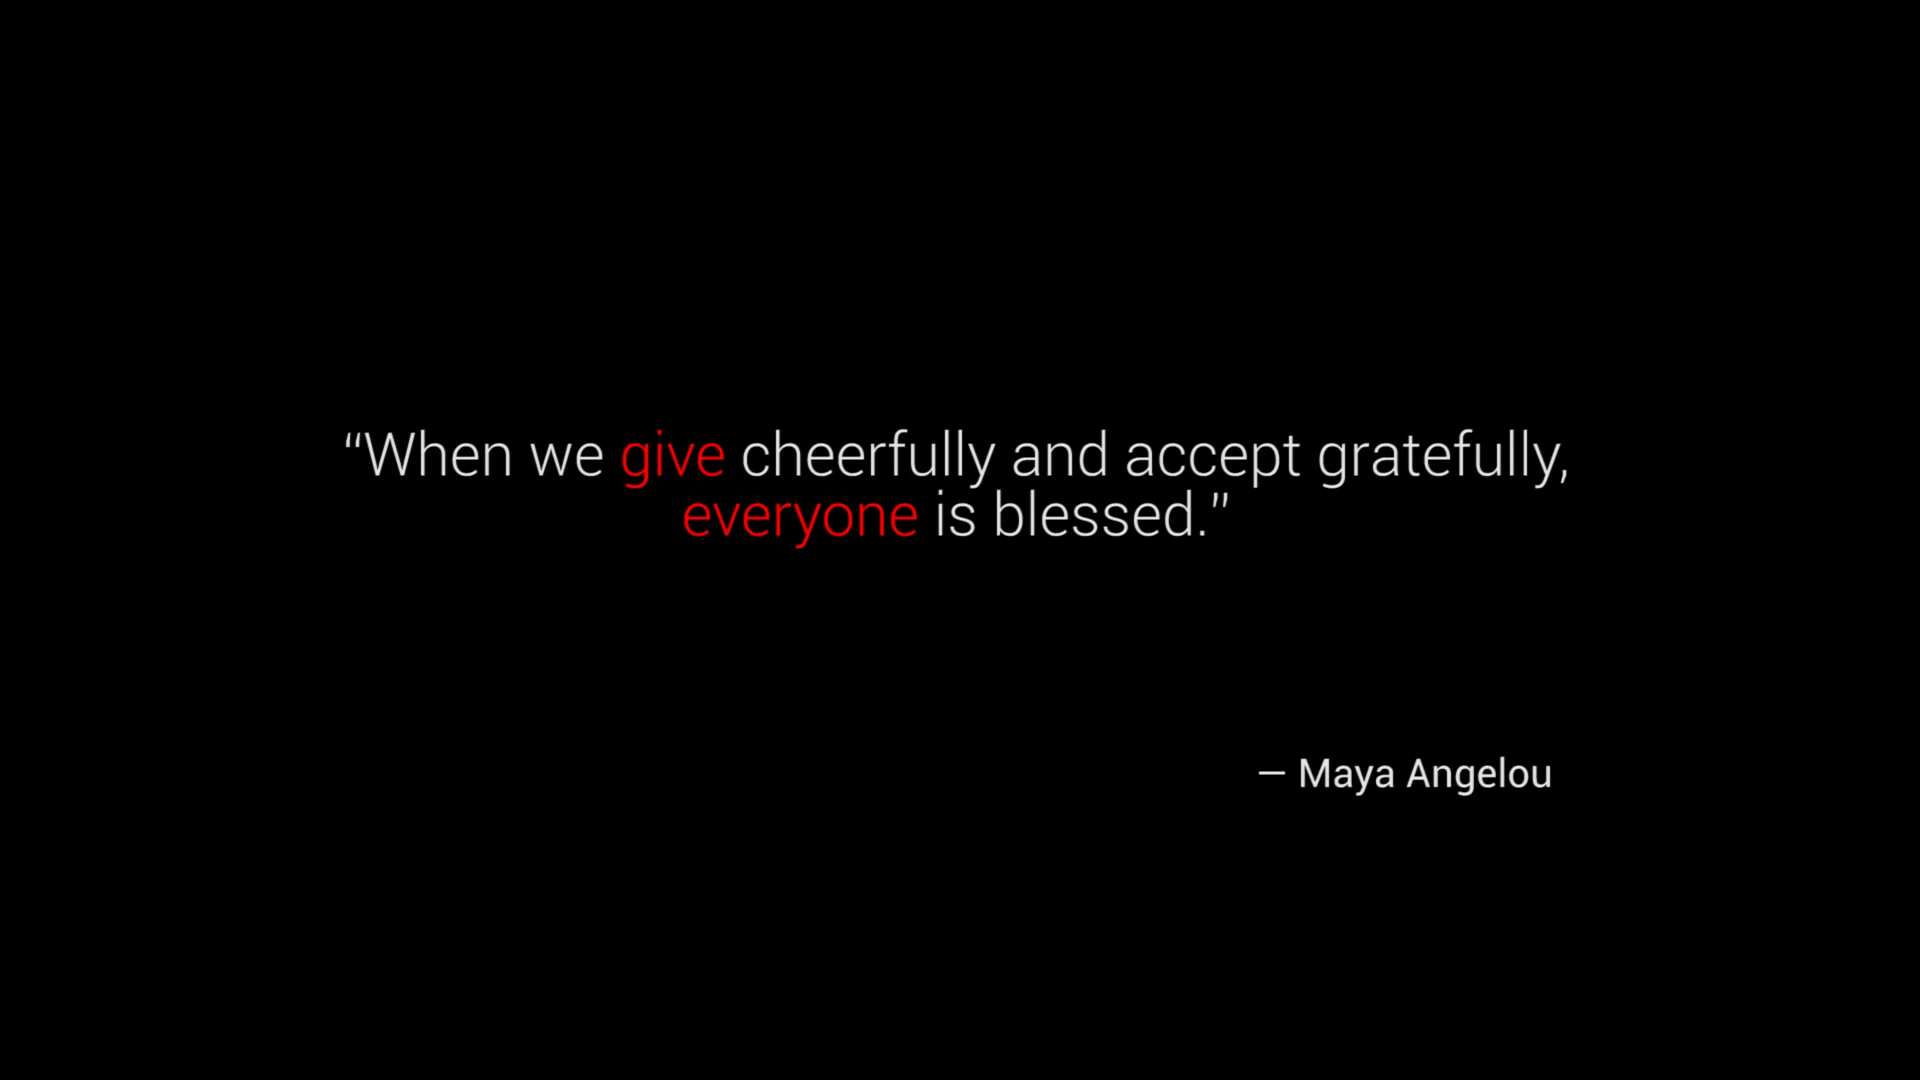 “When we give cheerfully and accept gratefully,
everyone is blessed.”
— Maya Angelou